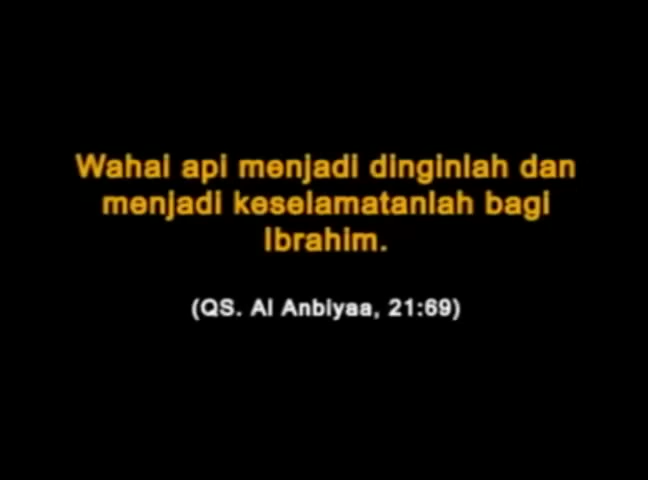 Wahai api menjadi dinginlah dan
menjadi keselamatanlah bagi
Ibrahim.
(QS. Al Anbiyaa, 21:69)